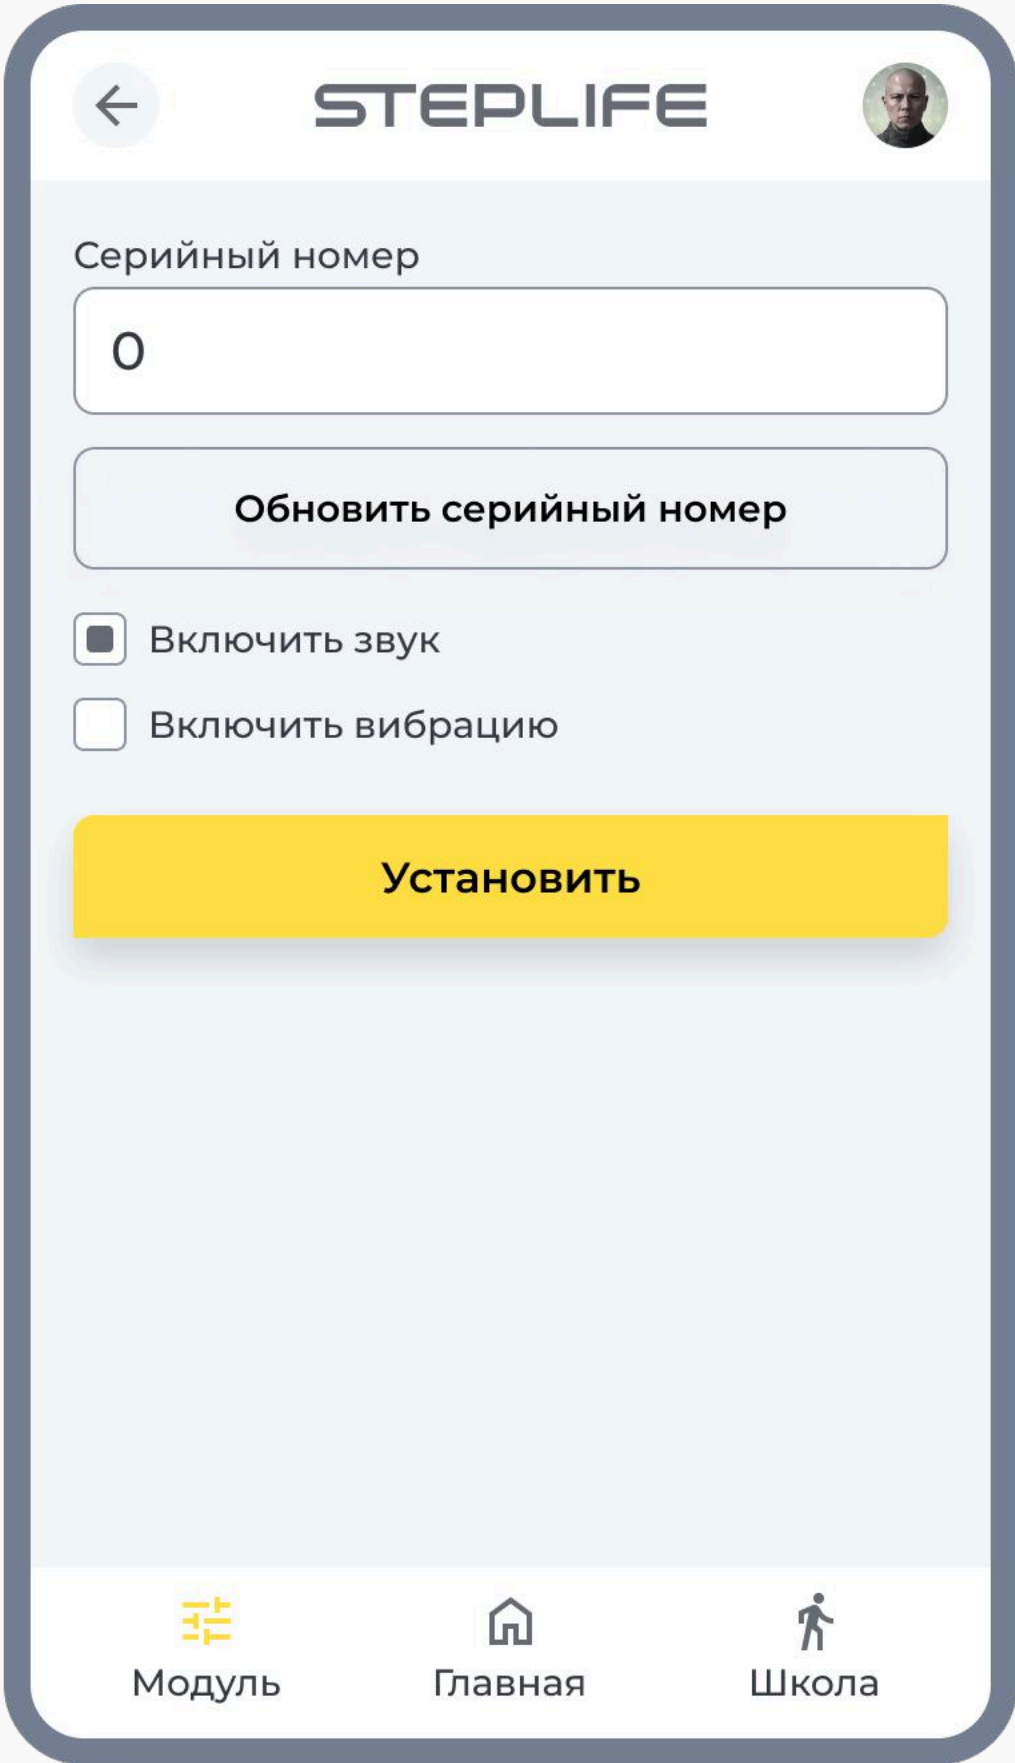 STEPLIFE
Серийный номер
0
Обновить серийный номер
Включить звук
Включить вибрацию
Установить
Модуль
Главная
Школа